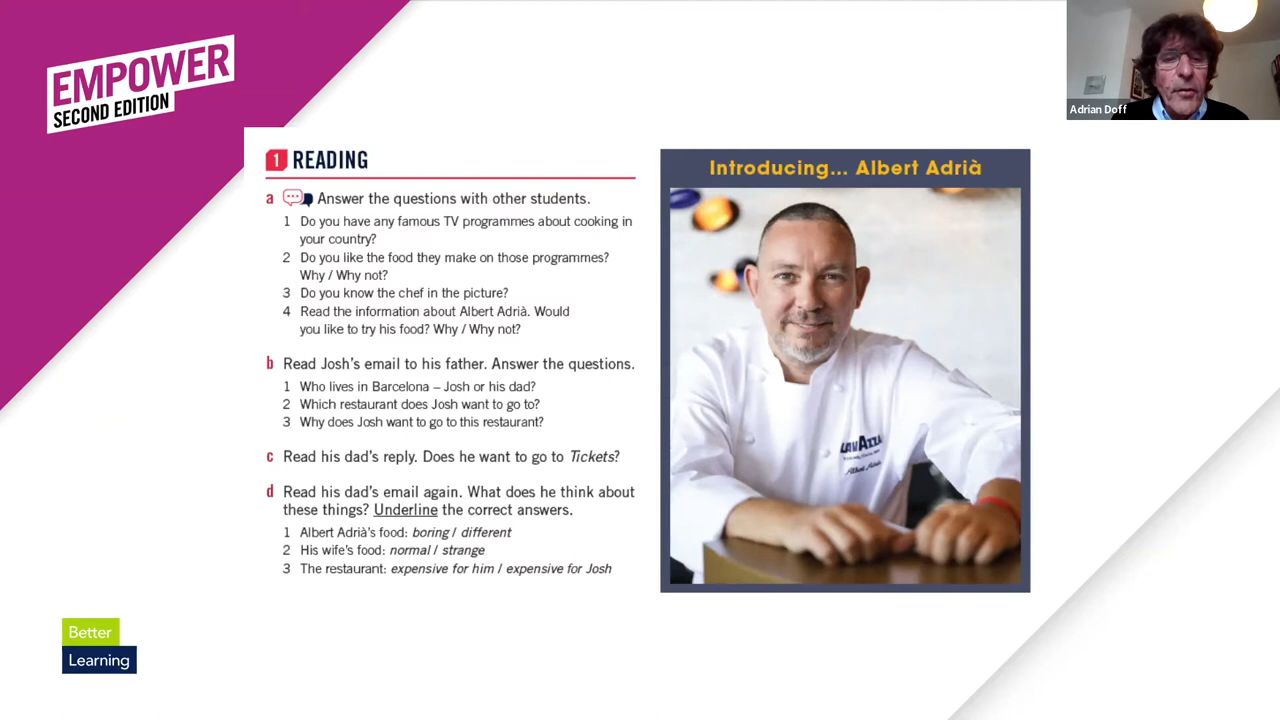 EMPOWER
SECOND EDITION
Adrian Doff
1 READING
a Answer the questions with other students.
1 Do you have any famous TV programmes about cooking in
your country?
2 Do you like the food they make on those programmes?
Why / Why not?
3 Do you know the chef in the picture?
4 Read the information about Albert Adrià. Would
you like to try his food? Why / Why not?
b Read Josh's email to his father. Answer the questions.
1 Who lives in Barcelona – Josh or his dad?
2 Which restaurant does Josh want to go to?
3 Why does Josh want to go to this restaurant?
c Read his dad's reply. Does he want to go to Tickets?
d Read his dad's email again. What does he think about
these things? Underline the correct answers.
1 Albert Adrià's food: boring / different
2 His wife's food: normal / strange
3 The restaurant: expensive for him / expensive for Josh
Introducing... Albert Adrià
LAVAZZA
Better
Learning